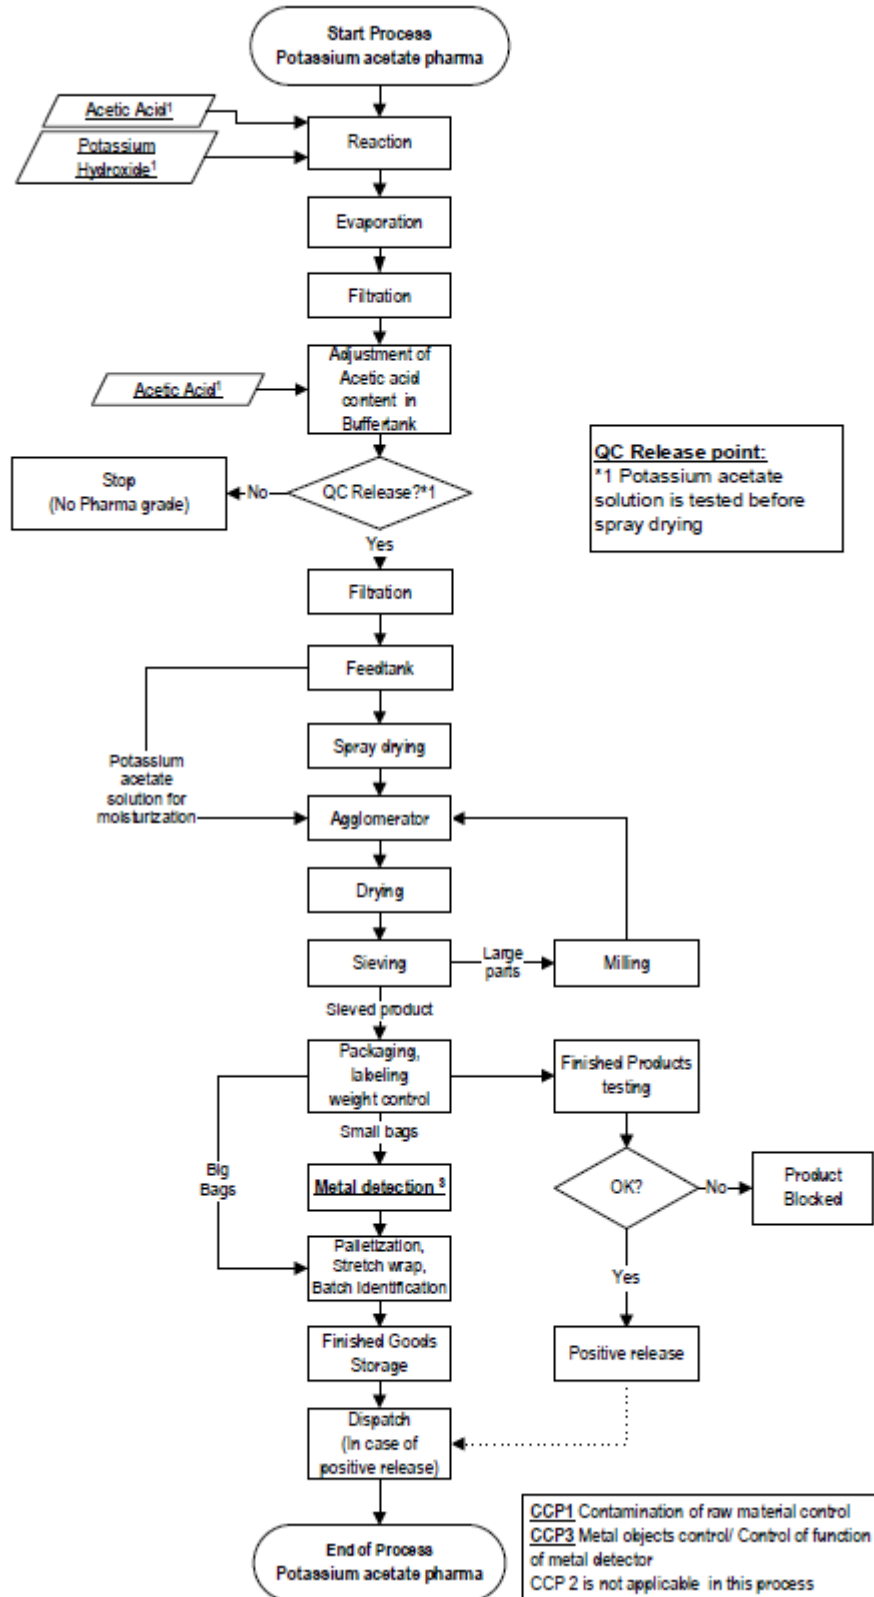 Start Process
Potassium acetate pharma
Acetic Acid¹
Reaction
Potassium
Hydroxide¹
Evaporation
Filtration
Adjustment of
Acetic acid
content in
Buffertank
Acetic Acid¹
QC Release point:
*1 Potassium acetate
solution is tested before
spray drying
Stop
(No Pharma grade)
No
QC Release?*1
Yes
Filtration
Feedtank
Spray drying
Potassium
acetate
solution for
moisturization
Agglomerator
Drying
Sieving
Large
parts
Milling
Sieved product
Packaging,
labeling
weight control
Finished Products
testing
Small bags
Big
Bags
Metal detection ³
OK?
No
Product
Blocked
Palletization,
Stretch wrap,
Batch identification
Yes
Finished Goods
Storage
Positive release
Dispatch
(In case of
positive release)
End of Process
Potassium acetate pharma
CCP1 Contamination of raw material control
CCP3 Metal objects control/ Control of function
of metal detector
CCP 2 is not applicable in this process